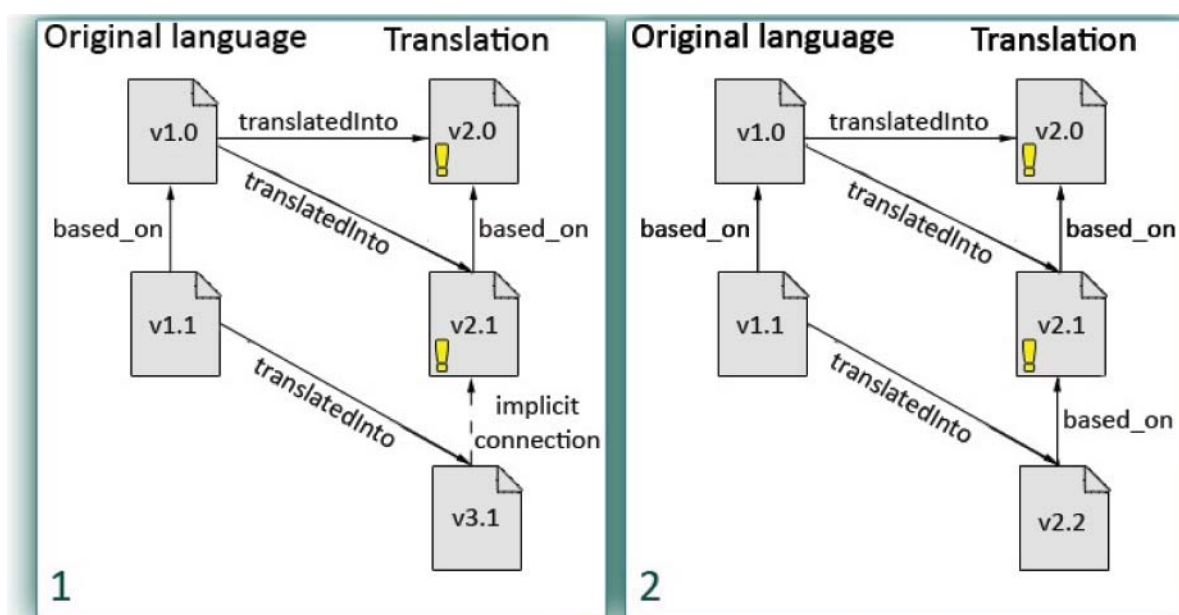 Original language
Translation
v1.0
translatedInto
v2.0
translatedInto
based_on
based_on
v1.1
v2.1
translatedInto
implicit
connection
v3.1
1
Original language
Translation
v1.0
translatedInto
v2.0
translatedInto
based_on
based_on
v1.1
v2.1
translatedInto
based_on
v2.2
2